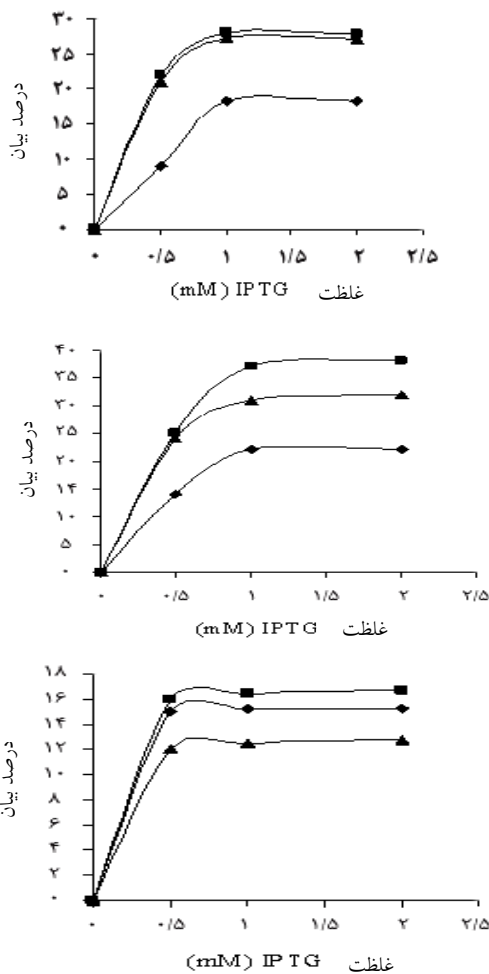 ۳۰
۲۵
۲۰
۱۵
۱۰
۵
۰
درصد بیان
۰ ۰/۵ ۱ ۱/۵ ۲ ۲/۵
غلظت IPTG (mM)
۴۰
۳۵
۳۰
۲۵
۲۰
۱۴
۱۰
۵
۰
درصد بیان
۰ ۰/۵ ۱ ۱/۵ ۲ ۲/۵
غلظت IPTG (mM)
۱۸
۱۶
۱۴
۱۲
۱۰
۸
۶
۴
۲
۰
درصد بیان
۰ ۰/۵ ۱ ۱/۵ ۲ ۲/۵
غلظت IPTG (mM)